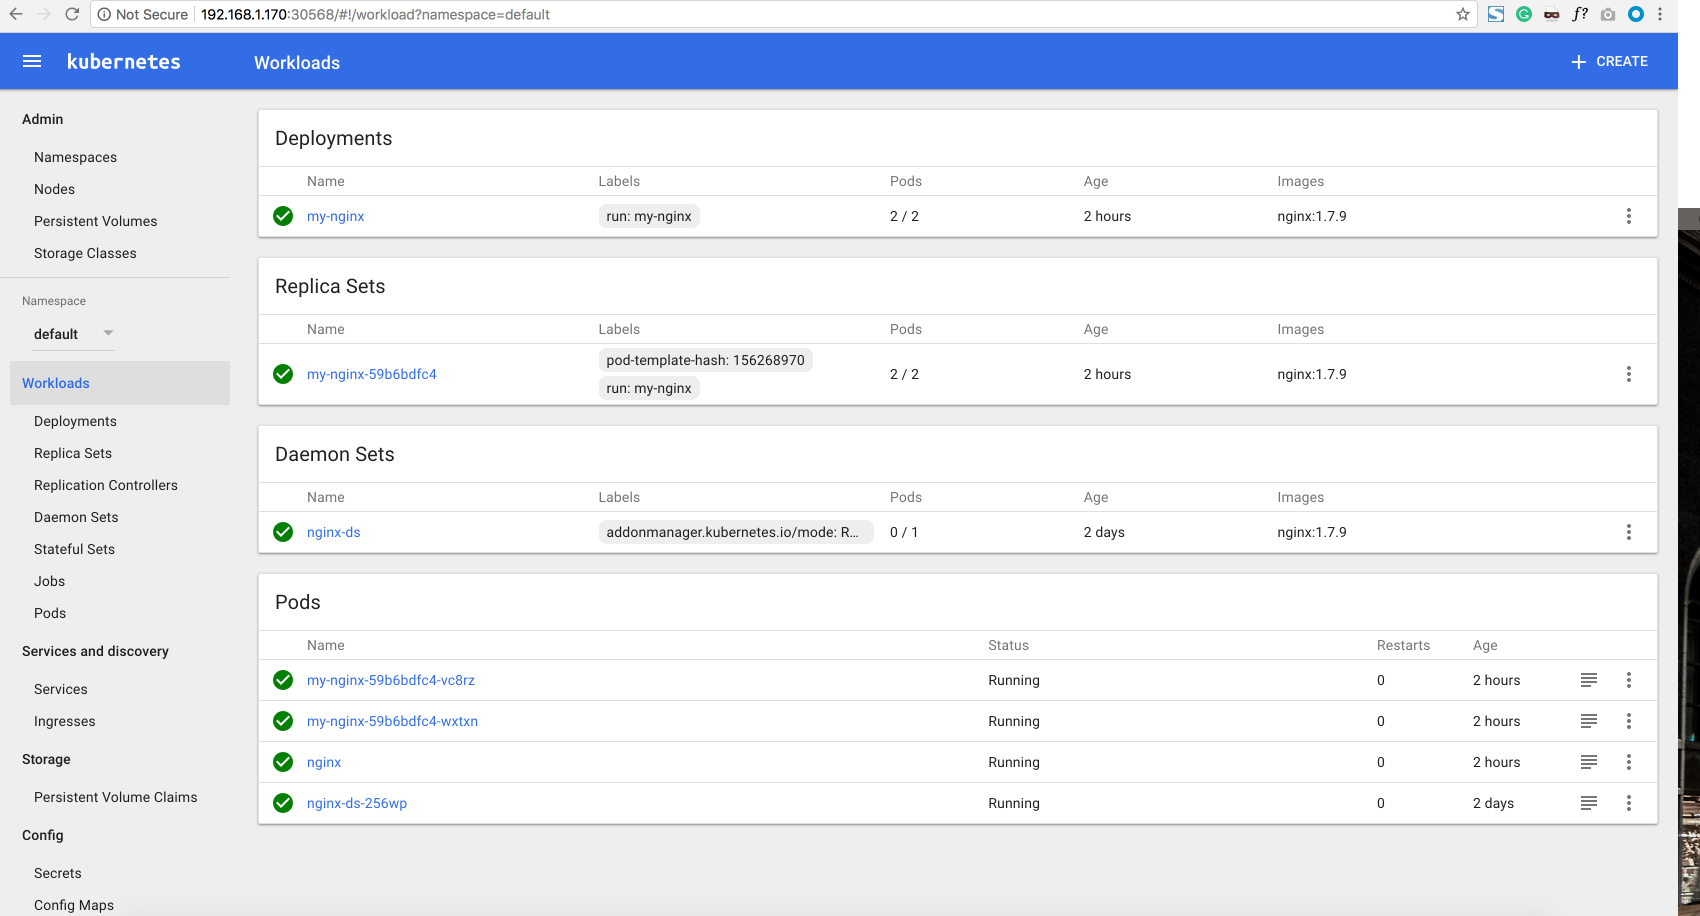 Not Secure 192.168.1.170:30568/#!/workload?namespace=default f?
kubernetes Workloads + CREATE
Admin
Namespaces
Nodes
Persistent Volumes
Storage Classes
Namespace
default
Workloads
Deployments
Replica Sets
Replication Controllers
Daemon Sets
Stateful Sets
Jobs
Pods
Services and discovery
Services
Ingresses
Storage
Persistent Volume Claims
Config
Secrets
Config Maps
Deployments
Name Labels Pods Age Images
my-nginx run: my-nginx 2 / 2 2 hours nginx:1.7.9
Replica Sets
Name Labels Pods Age Images
my-nginx-59b6bdfc4 pod-template-hash: 156268970 2 / 2 2 hours nginx:1.7.9
run: my-nginx
Daemon Sets
Name Labels Pods Age Images
nginx-ds addonmanager.kubernetes.io/mode: R... 0 / 1 2 days nginx:1.7.9
Pods
Name Status Restarts Age
my-nginx-59b6bdfc4-vc8rz Running 0 2 hours
my-nginx-59b6bdfc4-wxtxn Running 0 2 hours
nginx Running 0 2 hours
nginx-ds-256wp Running 0 2 days